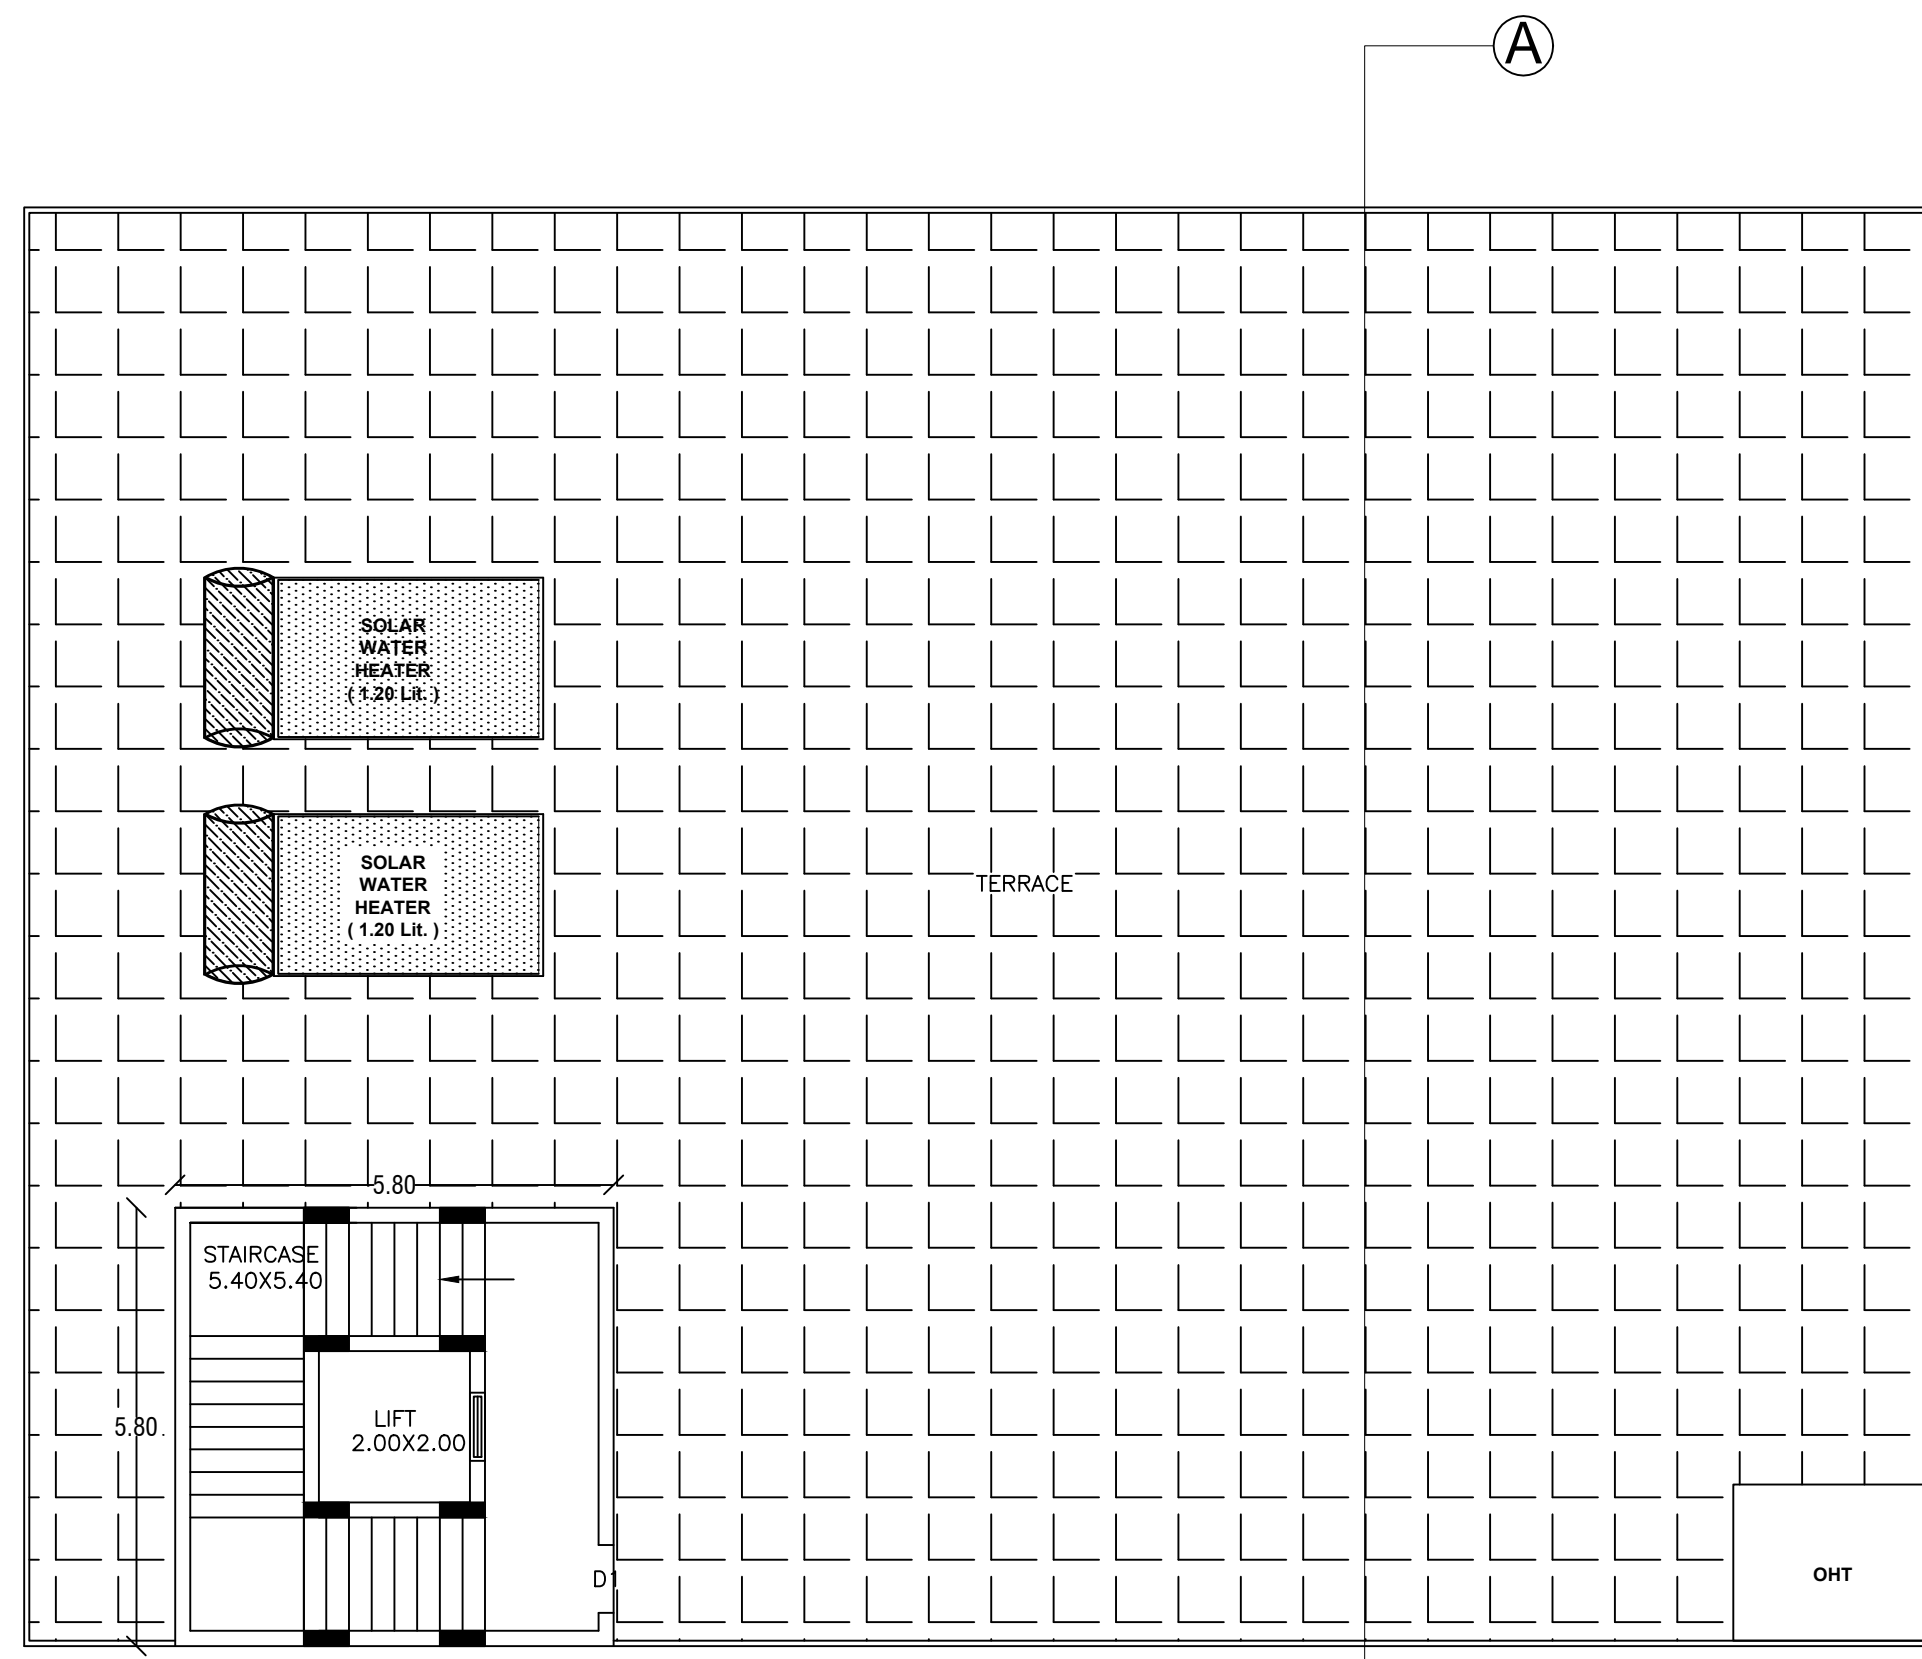 A
SOLAR
WATER
HEATER
( 1.20 Lit. )
SOLAR
WATER
HEATER
( 1.20 Lit. )
TERRACE
5.80
STAIRCASE
5.40X5.40
LIFT
2.00X2.00
5.80
D1
OHT